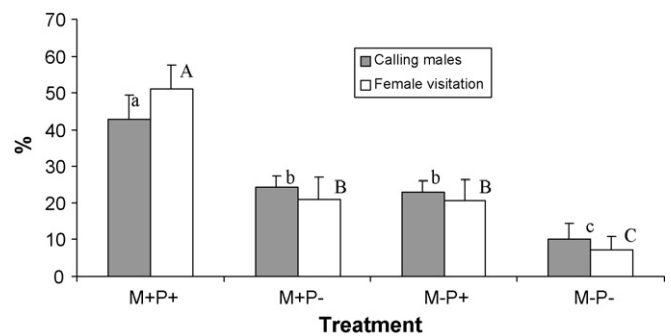 70
60
50
40
30
20
10
0
%
Calling males
Female visitation
a
A
b
B
b
B
c
C
M+P+
M+P-
M-P+
M-P-
Treatment